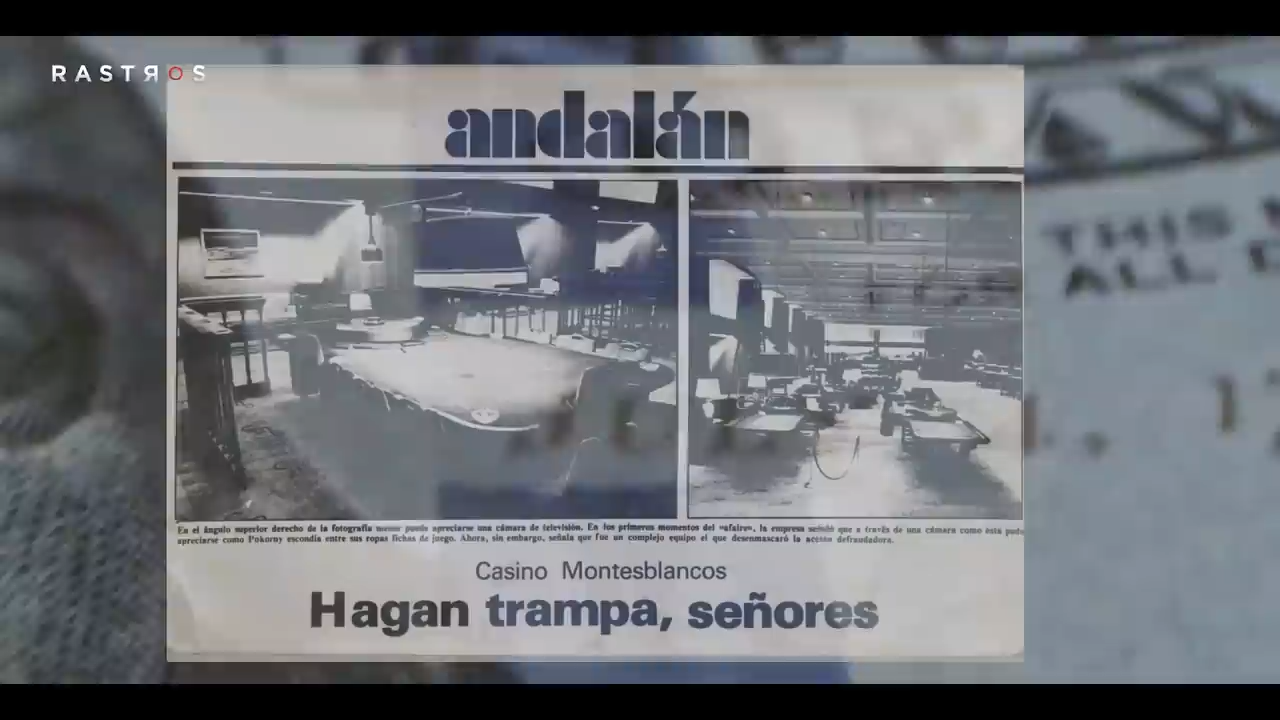 RASTROS
andalán
THIS
ALL
En el ángulo superior derecho de la fotografía menor puede apreciarse una cámara de televisión. En los primeros momentos del «afaire», la empresa señaló que a través de una cámara como ésta pudo
apreciarse como Pokorny escondía entre sus ropas fichas de juego. Ahora, sin embargo, señala que fue un complejo equipo el que desenmascaró la acción defraudadora.
Casino Montesblancos
Hagan trampa, señores